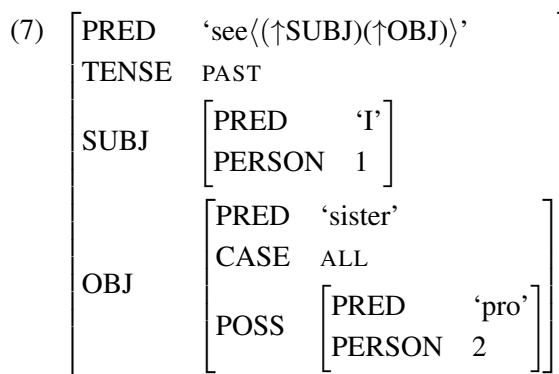 (7) PRED ‘see⟨(↑SUBJ)(↑OBJ)⟩’
TENSE PAST
SUBJ PRED ‘I’
PERSON 1
OBJ PRED ‘sister’
CASE ALL
POSS PRED ‘pro’
PERSON 2